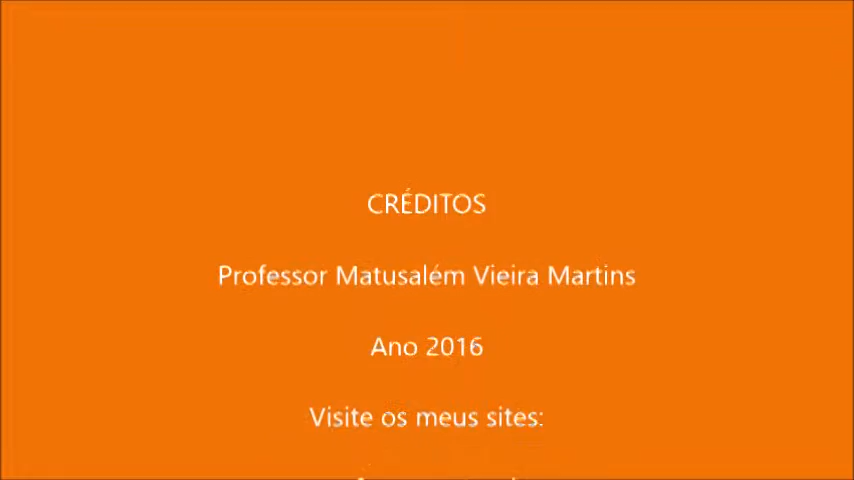 CRÉDITOS
Professor Matusalém Vieira Martins
Ano 2016
Visite os meus sites: